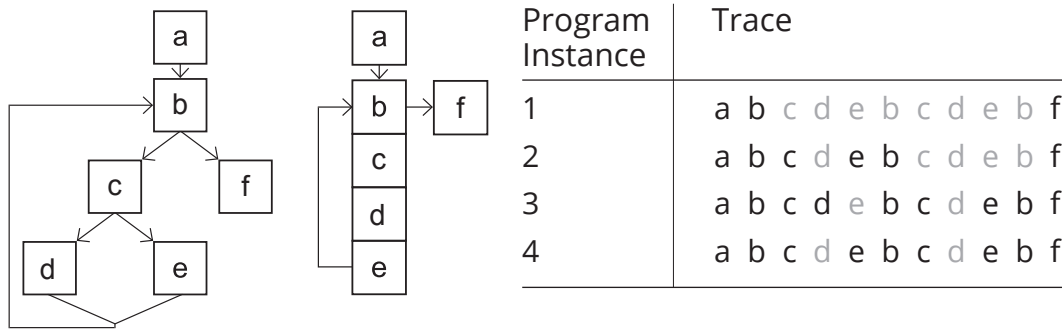 a
b
c
f
d
e
a
b
f
c
d
e
Program Instance Trace
1 a b c d e b c d e b f
2 a b c d e b c d e b f
3 a b c d e b c d e b f
4 a b c d e b c d e b f